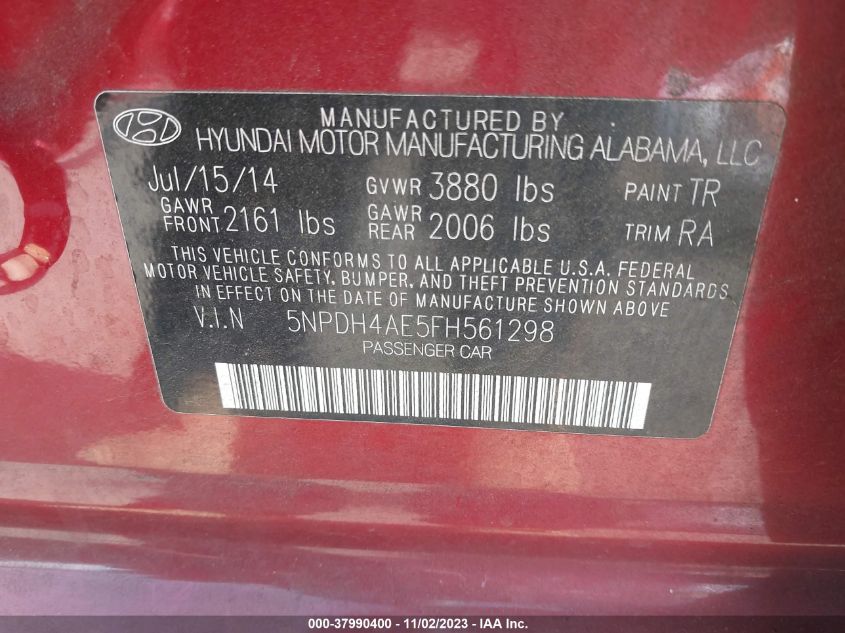 MANUFACTURED BY
HYUNDAI MOTOR MANUFACTURING ALABAMA, LLC
Jul/15/14 GVWR 3880 lbs PAINT TR
GAWR FRONT 2161 lbs GAWR REAR 2006 lbs TRIM RA
THIS VEHICLE CONFORMS TO ALL APPLICABLE U.S.A. FEDERAL
MOTOR VEHICLE SAFETY, BUMPER, AND THEFT PREVENTION STANDARDS
IN EFFECT ON THE DATE OF MANUFACTURE SHOWN ABOVE
V.I.N 5NPDH4AE5FH561298
PASSENGER CAR
000-37990400 - 11/02/2023 - IAA Inc.